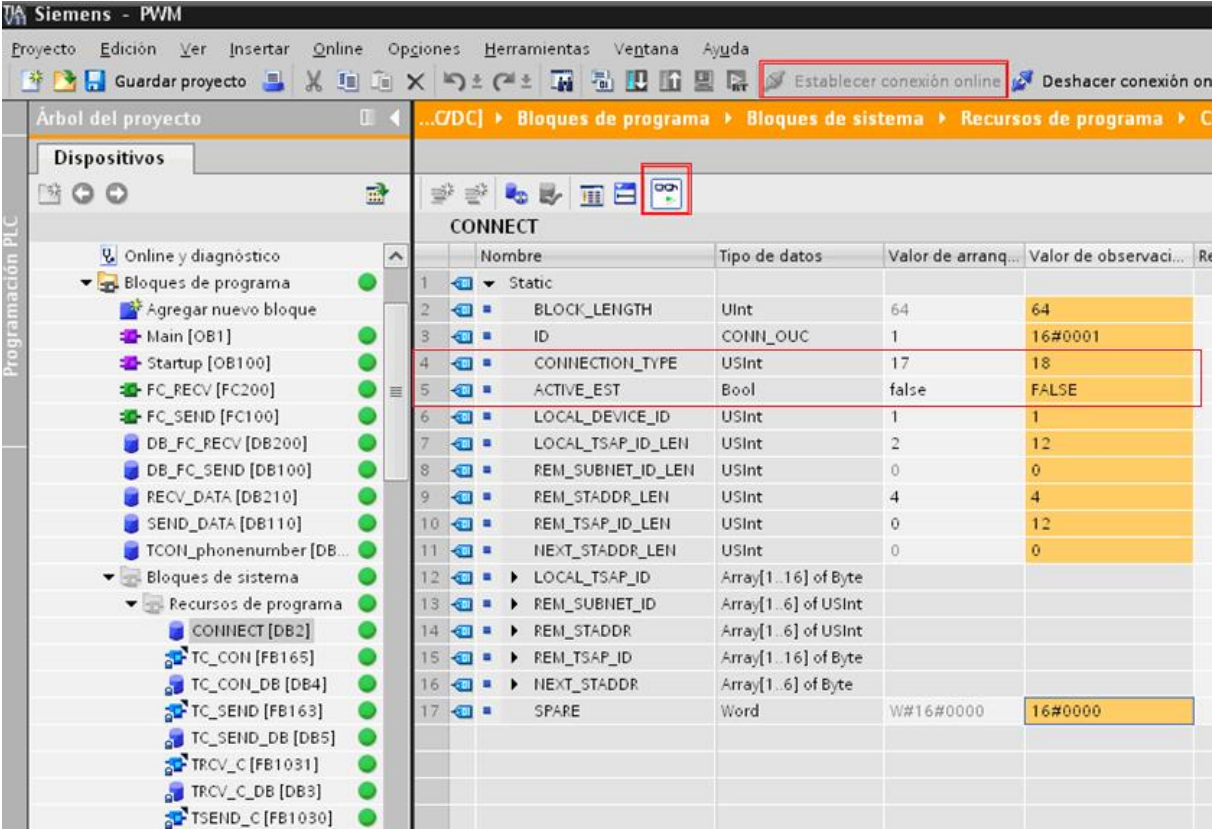 Siemens - PWM
Proyecto Edición Ver Insertar Online Opciones Herramientas Ventana Ayuda
Guardar proyecto Establecer conexión online Deshacer conexión on
Árbol del proyecto
...C/DC] Bloques de programa Bloques de sistema Recursos de programa C
Dispositivos
Programación PLC
Online y diagnóstico
Bloques de programa
Agregar nuevo bloque
Main [OB1]
Startup [OB100]
FC_RECV [FC200]
FC_SEND [FC100]
DB_FC_RECV [DB200]
DB_FC_SEND [DB100]
RECV_DATA [DB210]
SEND_DATA [DB110]
TCON_phonenumber [DB...
Bloques de sistema
Recursos de programa
CONNECT [DB2]
TC_CON [FB165]
TC_CON_DB [DB4]
TC_SEND [FB163]
TC_SEND_DB [DB5]
TRCV_C [FB1031]
TRCV_C_DB [DB3]
TSEND_C [FB1030]
CONNECT
Nombre Tipo de datos Valor de arranq... Valor de observaci... Re
1 Static
2 BLOCK_LENGTH UInt 64 64
3 ID CONN_OUC 1 16#0001
4 CONNECTION_TYPE USInt 17 18
5 ACTIVE_EST Bool false FALSE
6 LOCAL_DEVICE_ID USInt 1 1
7 LOCAL_TSAP_ID_LEN USInt 2 12
8 REM_SUBNET_ID_LEN USInt 0 0
9 REM_STADDR_LEN USInt 4 4
10 REM_TSAP_ID_LEN USInt 0 12
11 NEXT_STADDR_LEN USInt 0 0
12 LOCAL_TSAP_ID Array[1..16] of Byte
13 REM_SUBNET_ID Array[1..6] of USInt
14 REM_STADDR Array[1..6] of USInt
15 REM_TSAP_ID Array[1..16] of Byte
16 NEXT_STADDR Array[1..6] of Byte
17 SPARE Word W#16#0000 16#0000